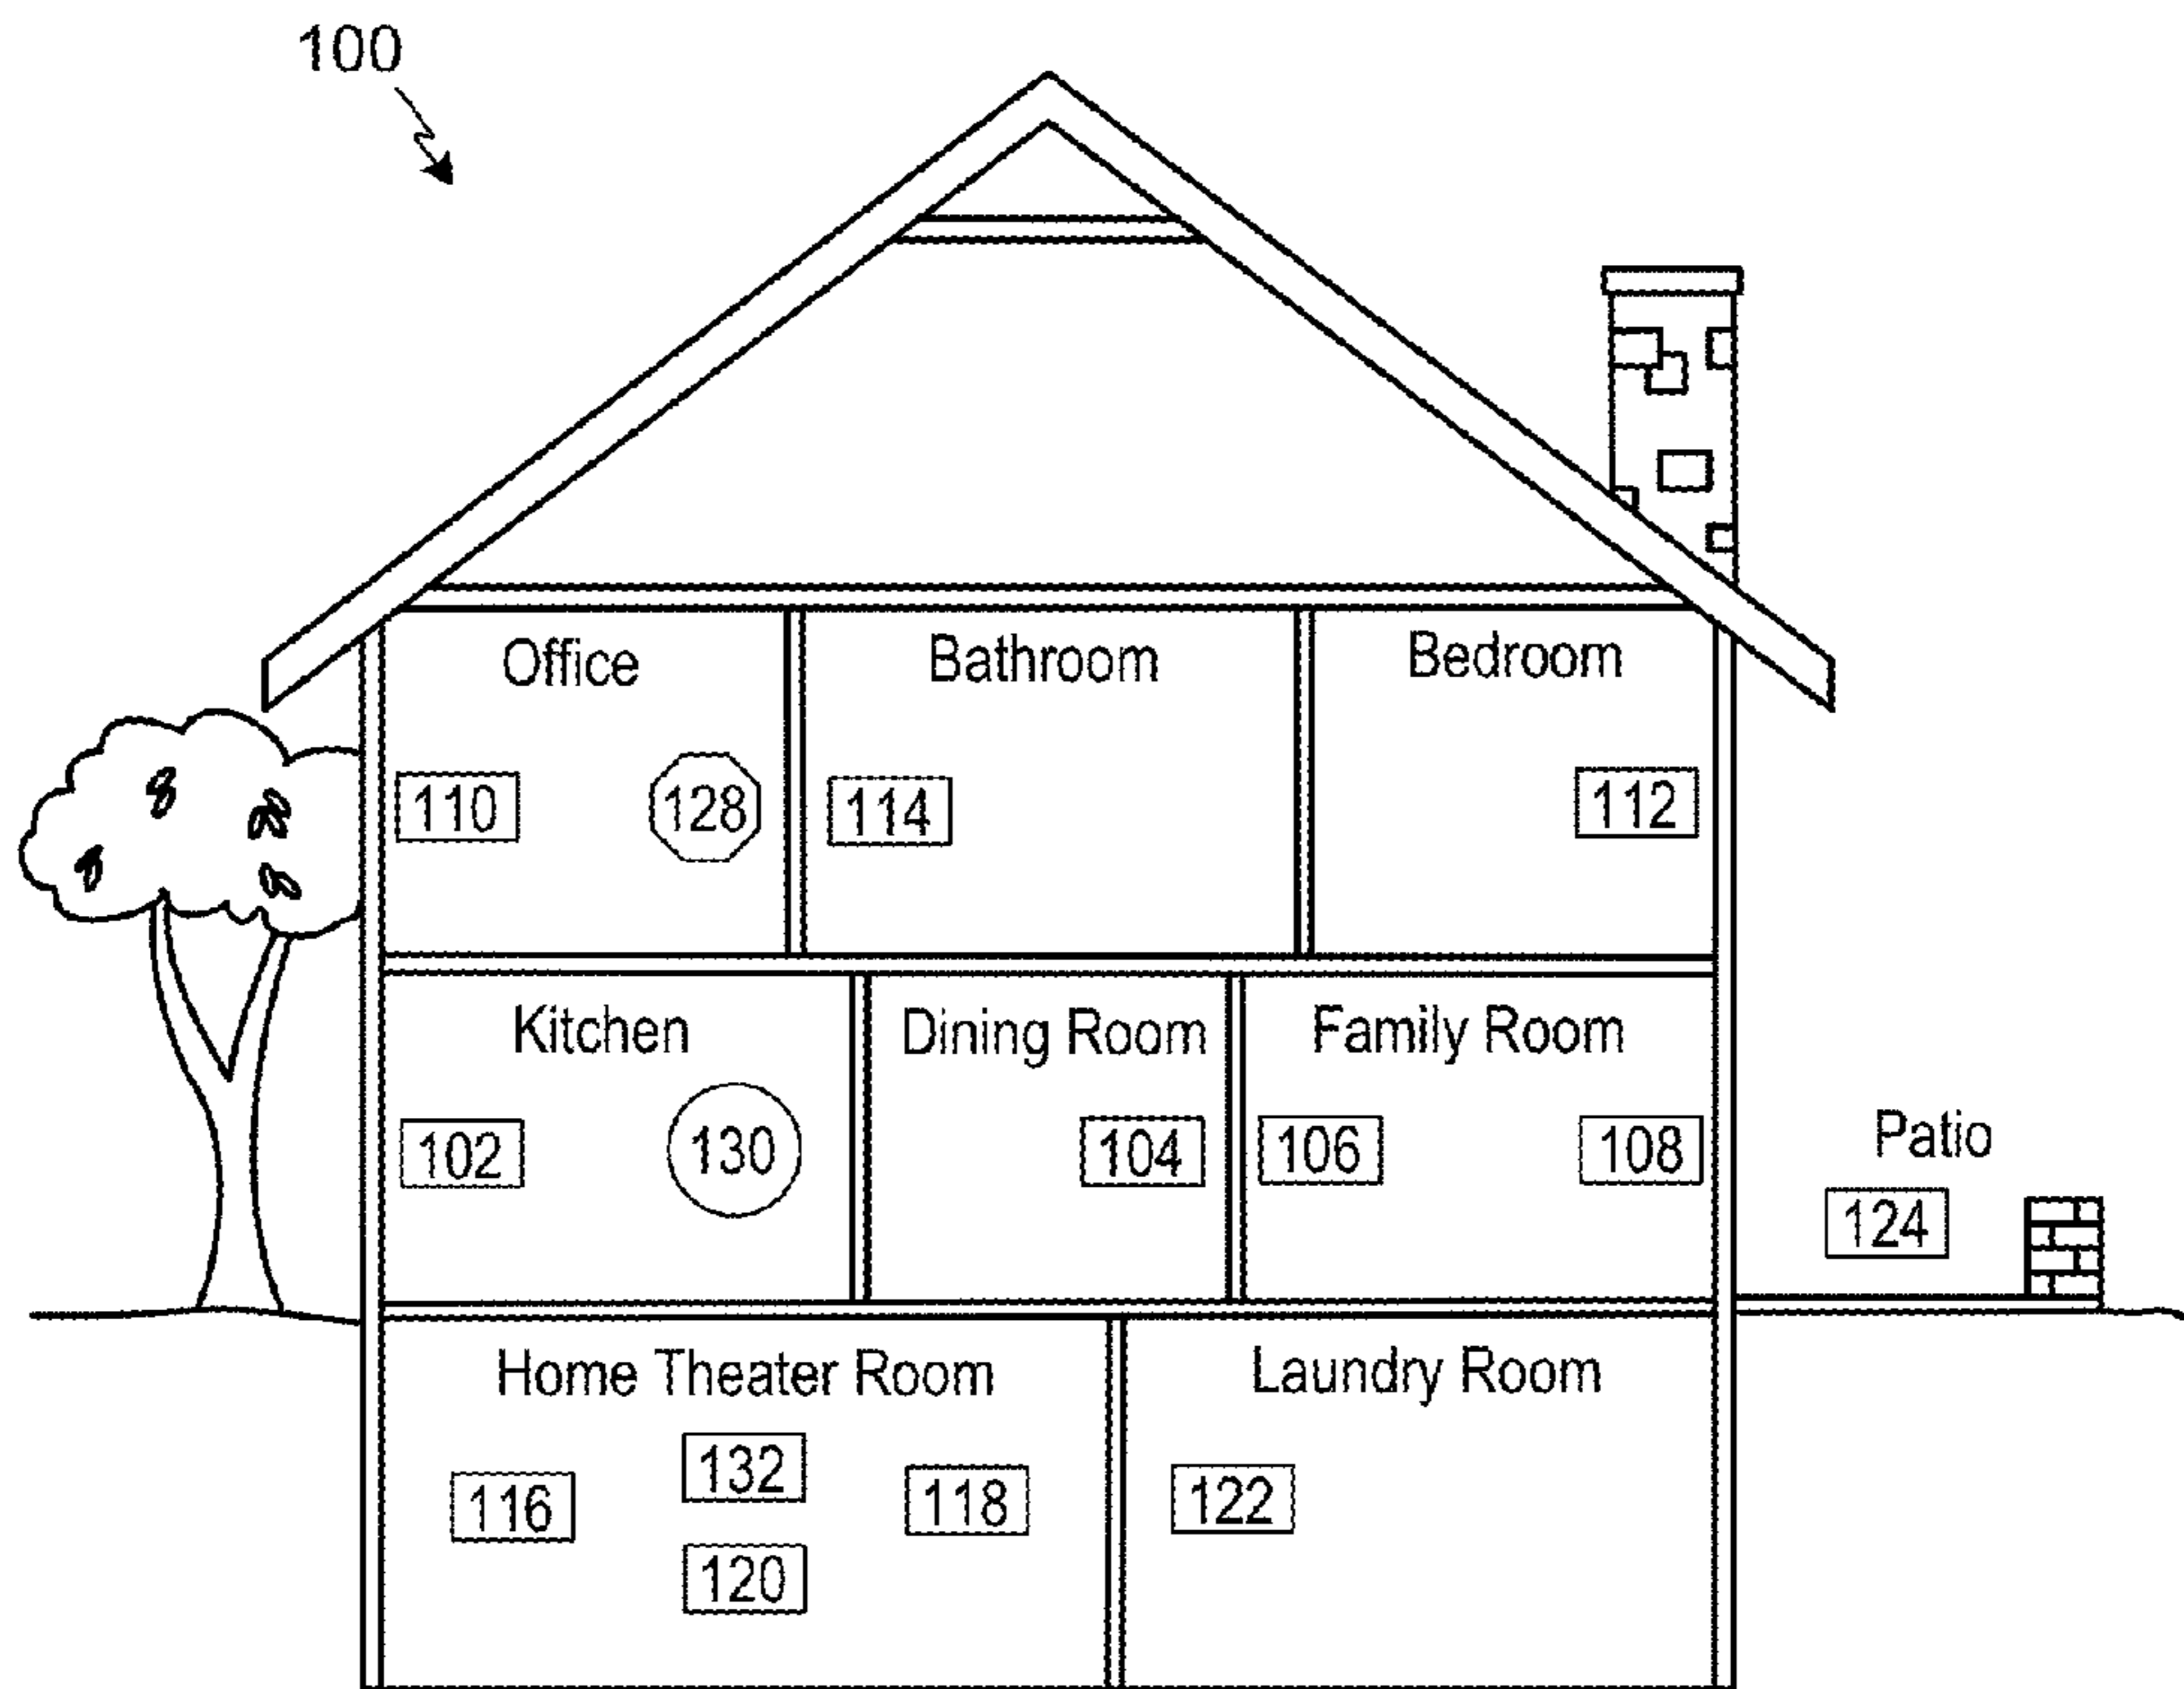 100
Office Bathroom Bedroom
110 128 114 112
Kitchen Dining Room Family Room
102 130 104 106 108 Patio
124
Home Theater Room Laundry Room
132
116 118 122
120